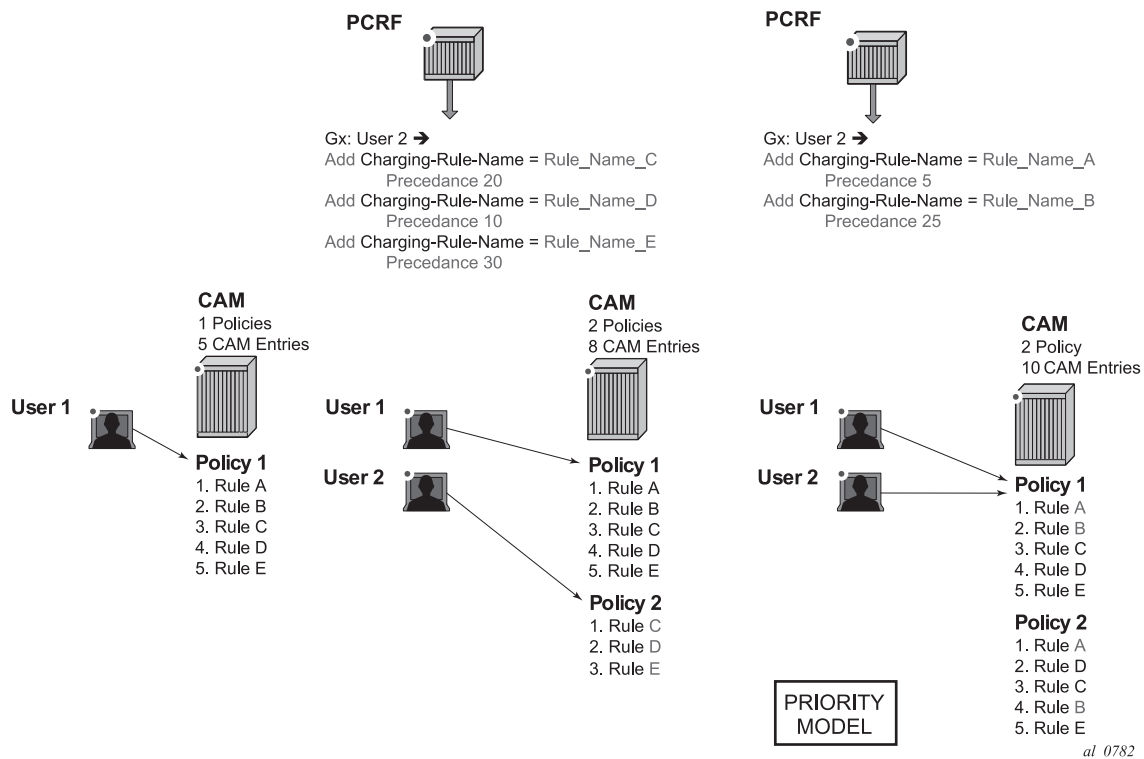 PCRF
Gx: User 2 ➔
Add Charging-Rule-Name = Rule_Name_C
Precedance 20
Add Charging-Rule-Name = Rule_Name_D
Precedance 10
Add Charging-Rule-Name = Rule_Name_E
Precedance 30
PCRF
Gx: User 2 ➔
Add Charging-Rule-Name = Rule_Name_A
Precedance 5
Add Charging-Rule-Name = Rule_Name_B
Precedance 25
CAM
1 Policies
5 CAM Entries
User 1
Policy 1
1. Rule A
2. Rule B
3. Rule C
4. Rule D
5. Rule E
CAM
2 Policies
8 CAM Entries
User 1
User 2
Policy 1
1. Rule A
2. Rule B
3. Rule C
4. Rule D
5. Rule E
Policy 2
1. Rule C
2. Rule D
3. Rule E
CAM
2 Policy
10 CAM Entries
User 1
User 2
Policy 1
1. Rule A
2. Rule B
3. Rule C
4. Rule D
5. Rule E
Policy 2
1. Rule A
2. Rule D
3. Rule C
4. Rule B
5. Rule E
PRIORITY
MODEL
al_0782